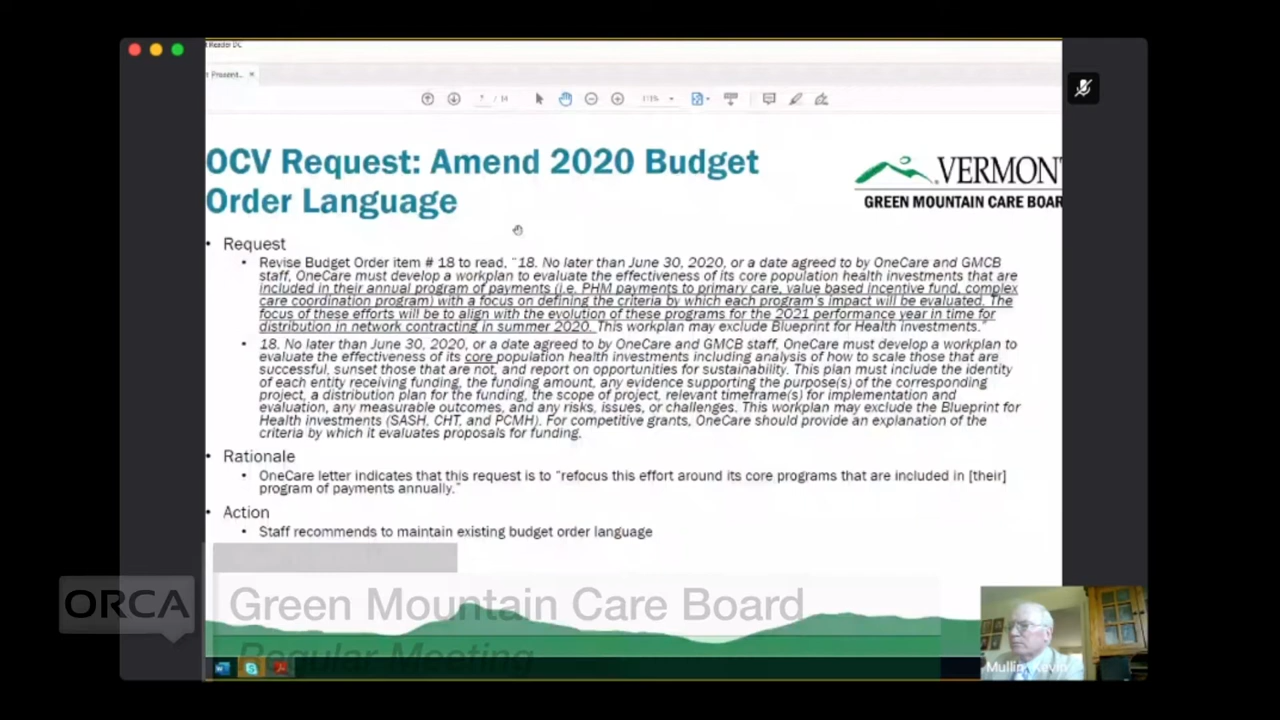 t Reader DC
t Present...
7 / 14
115%
OCV Request: Amend 2020 Budget
Order Language
VERMONT
GREEN MOUNTAIN CARE BOARD
• Request
• Revise Budget Order item # 18 to read, "18. No later than June 30, 2020, or a date agreed to by OneCare and GMCB
staff, OneCare must develop a workplan to evaluate the effectiveness of its core population health investments that are
included in their annual program of payments (i.e. PHM payments to primary care, value based incentive fund, complex
care coordination program) with a focus on defining the criteria by which each program's impact will be evaluated. The
focus of these efforts will be to align with the evolution of these programs for the 2021 performance year in time for
distribution in network contracting in summer 2020. This workplan may exclude Blueprint for Health investments."
• 18. No later than June 30, 2020, or a date agreed to by OneCare and GMCB staff, OneCare must develop a workplan to
evaluate the effectiveness of its core population health investments including analysis of how to scale those that are
successful, sunset those that are not, and report on opportunities for sustainability. This plan must include the identity
of each entity receiving funding, the funding amount, any evidence supporting the purpose(s) of the corresponding
project, a distribution plan for the funding, the scope of project, relevant timeframe(s) for implementation and
evaluation, any measurable outcomes, and any risks, issues, or challenges. This workplan may exclude the Blueprint for
Health investments (SASH, CHT, and PCMH). For competitive grants, OneCare should provide an explanation of the
criteria by which it evaluates proposals for funding.
• Rationale
• OneCare letter indicates that this request is to "refocus this effort around its core programs that are included in [their]
program of payments annually."
• Action
• Staff recommends to maintain existing budget order language
ORCA
Green Mountain Care Board
Regular Meeting
Mullin, Kevin